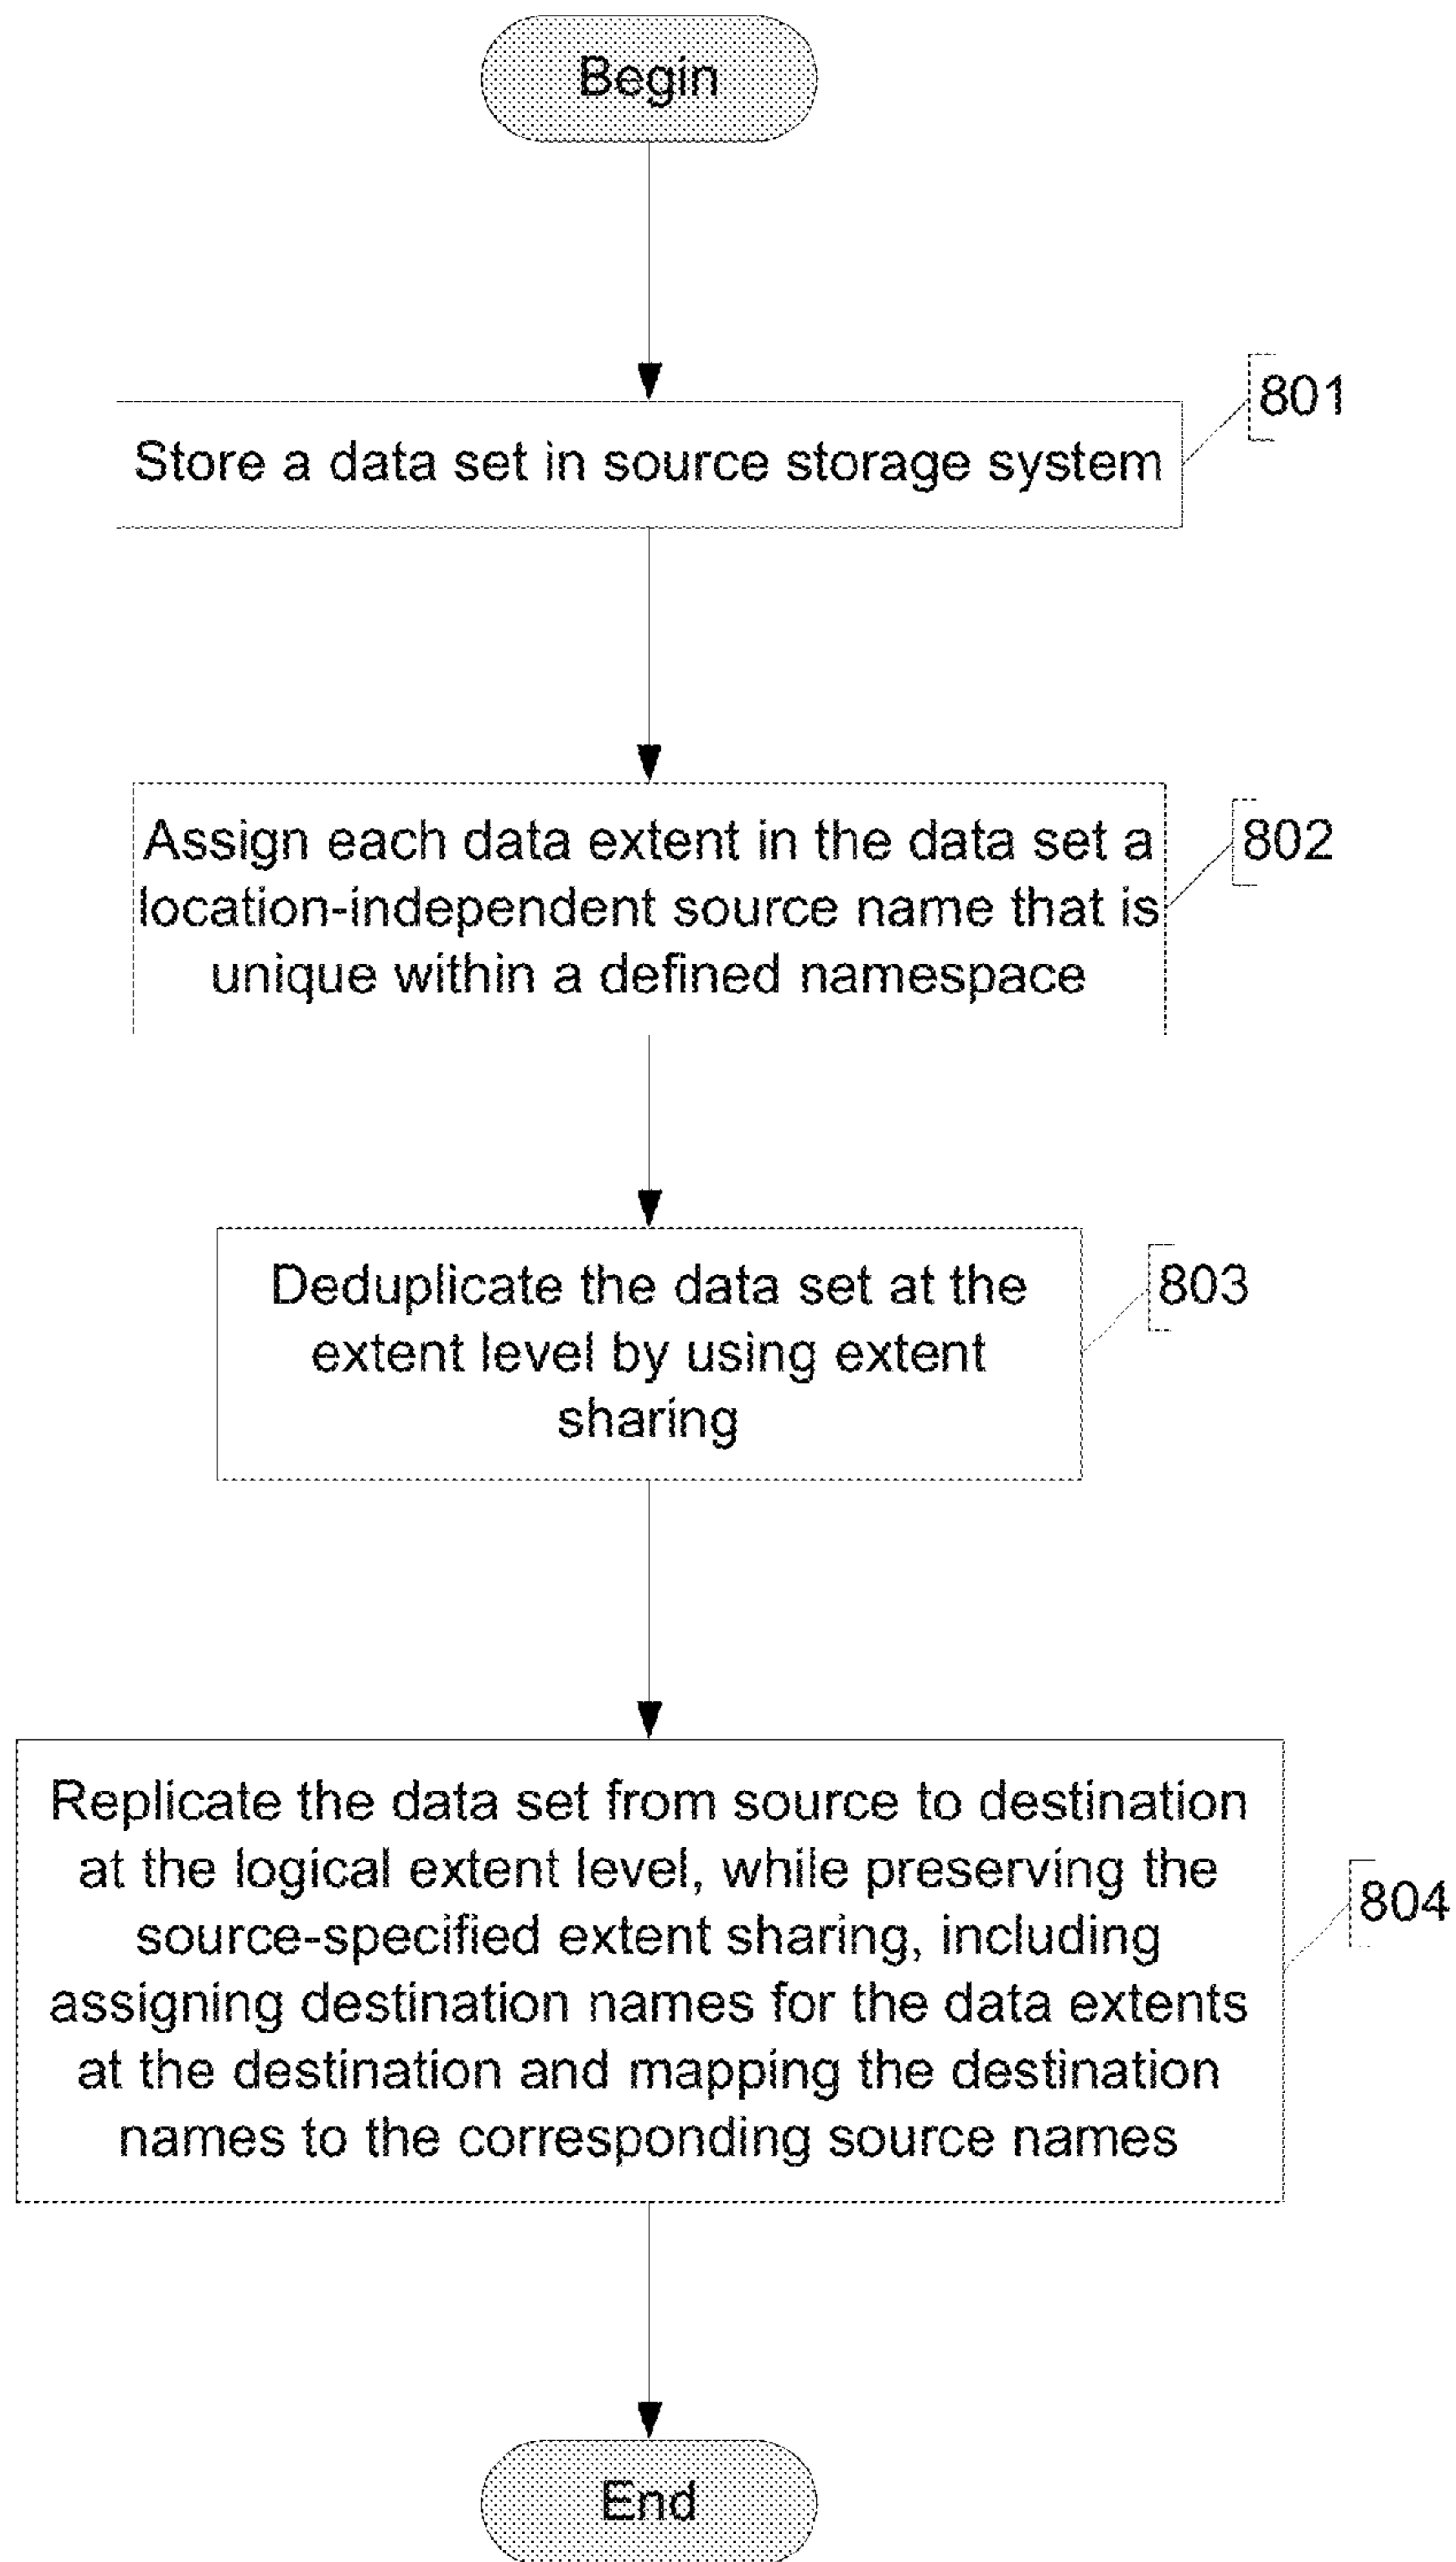 Begin
801
Store a data set in source storage system
802
Assign each data extent in the data set a
location-independent source name that is
unique within a defined namespace
803
Deduplicate the data set at the
extent level by using extent
sharing
Replicate the data set from source to destination
at the logical extent level, while preserving the
source-specified extent sharing, including
assigning destination names for the data extents
at the destination and mapping the destination
names to the corresponding source names
804
End